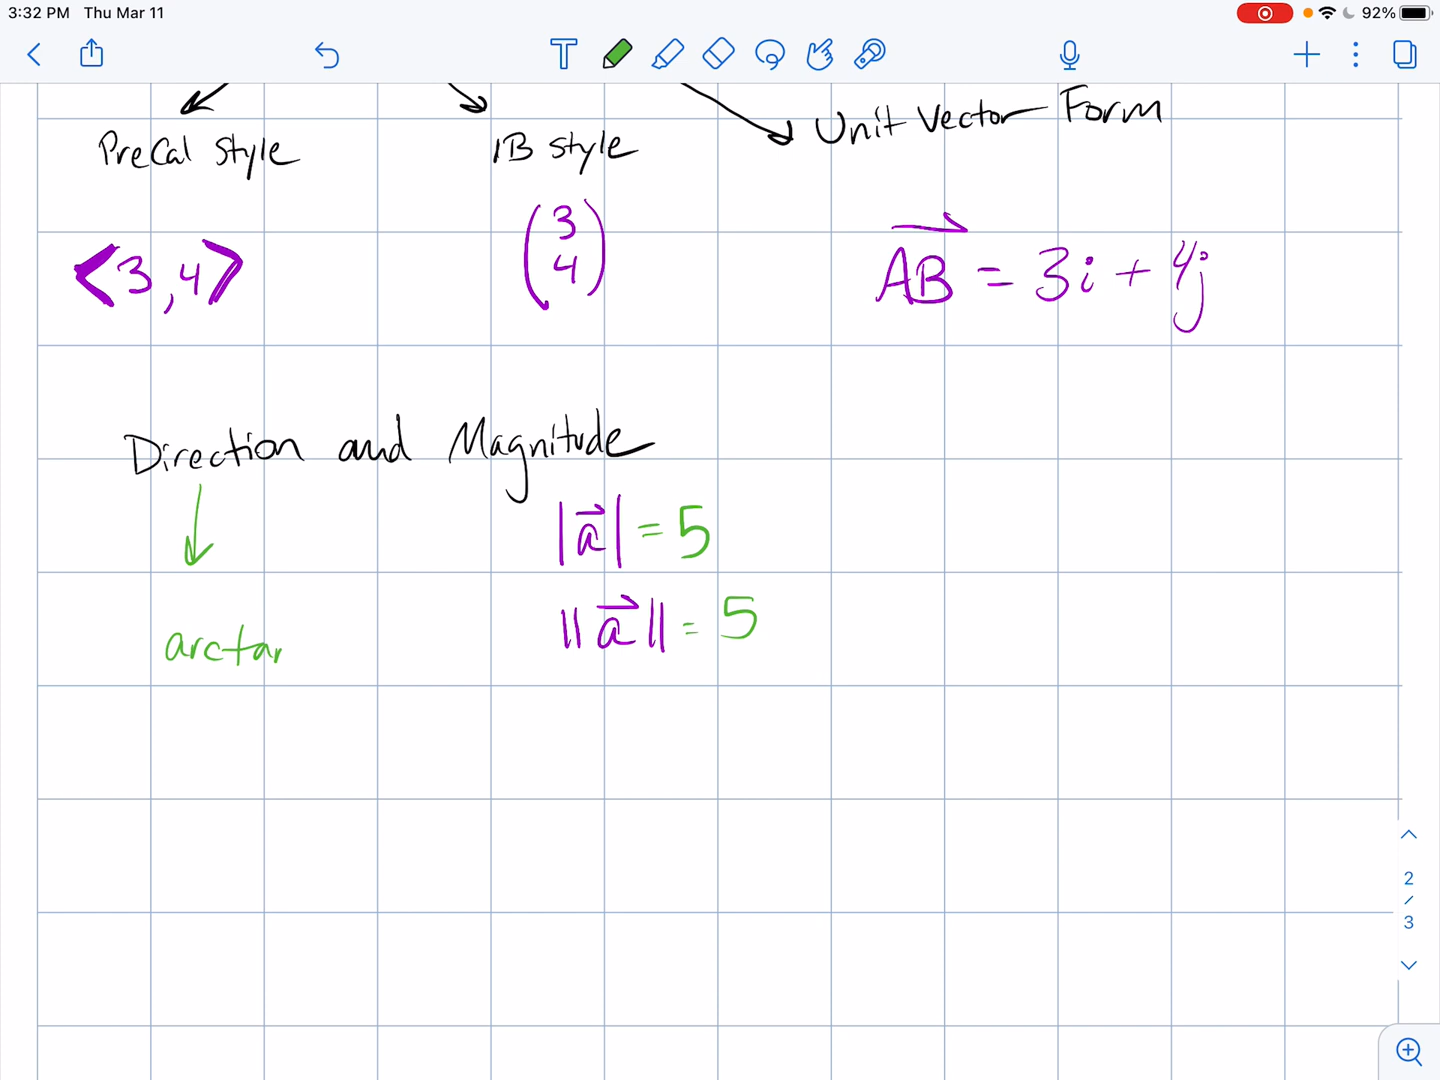 3:32 PM Thu Mar 11
92%
T
PreCal Style
IB style
Unit Vector Form
<3,4>
(3
4)
AB = 3i + 4j
Direction and Magnitude
|a| = 5
||a|| = 5
arctan
2
/
3